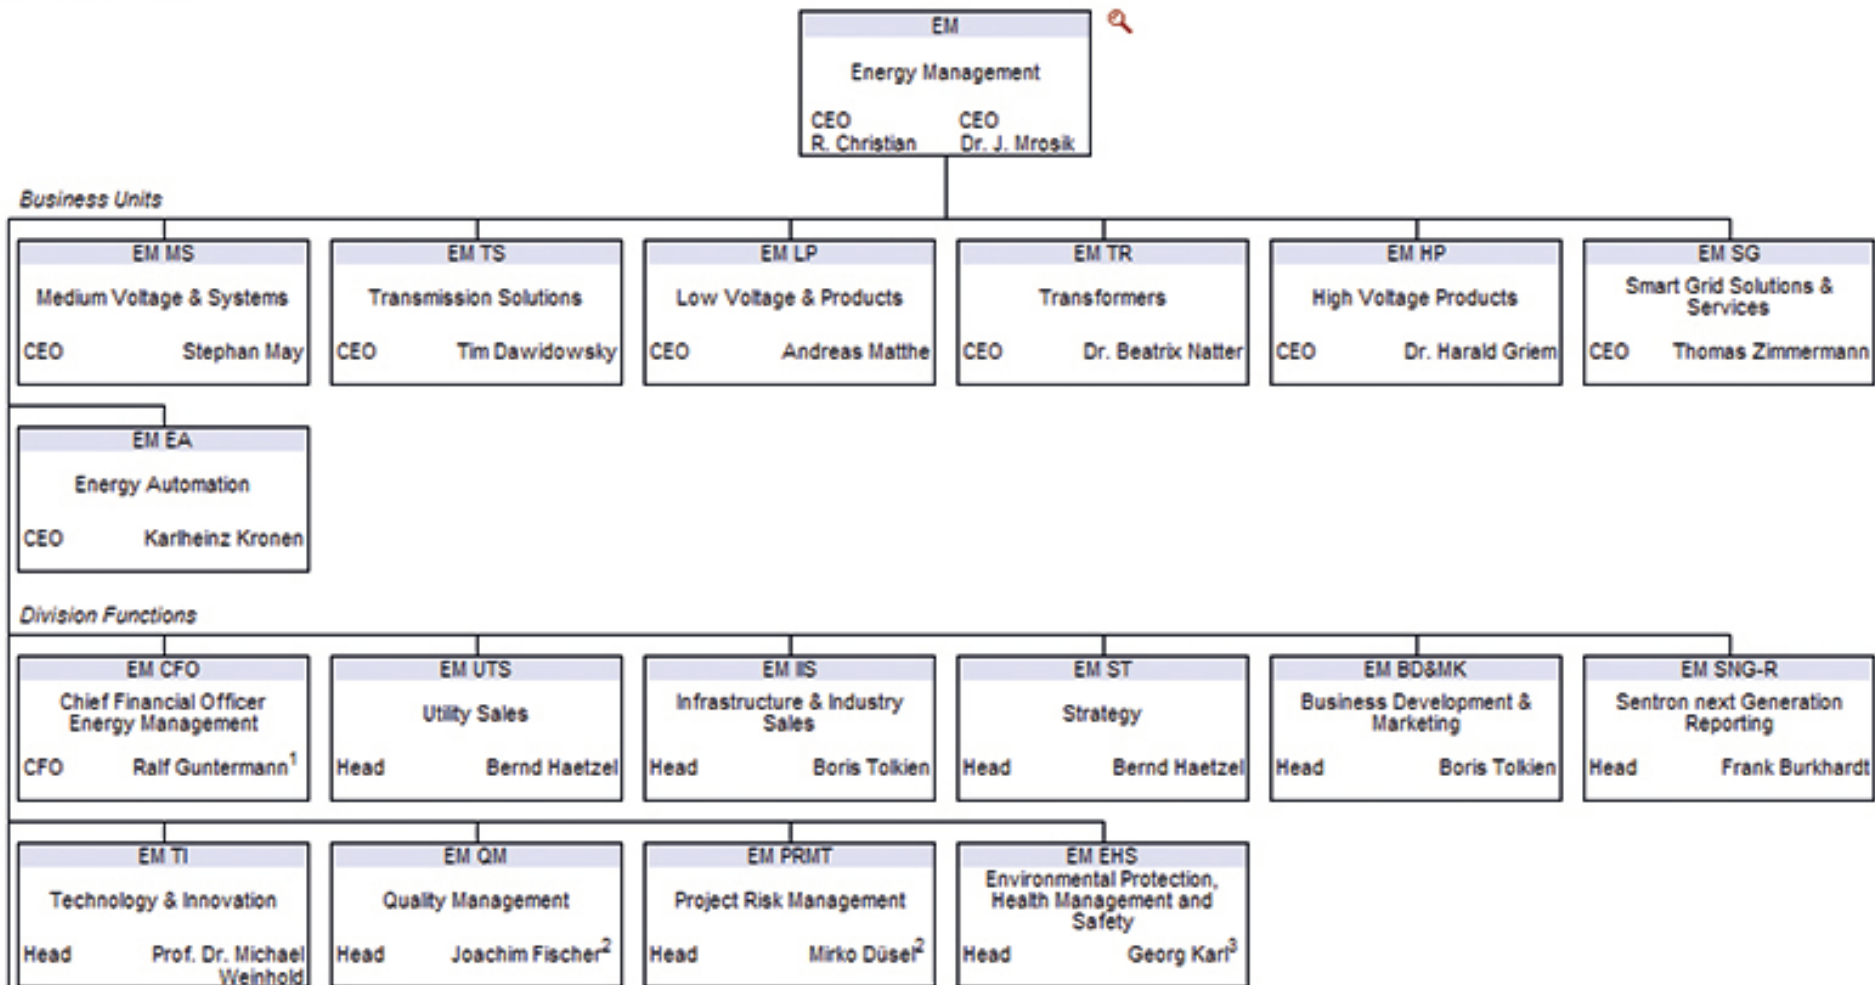 EM
Energy Management
CEO CEO
R. Christian Dr. J. Mrosik
Business Units
EM MS
Medium Voltage & Systems
CEO Stephan May
EM TS
Transmission Solutions
CEO Tim Dawidowsky
EM LP
Low Voltage & Products
CEO Andreas Matthe
EM TR
Transformers
CEO Dr. Beatrix Natter
EM HP
High Voltage Products
CEO Dr. Harald Griem
EM SG
Smart Grid Solutions &
Services
CEO Thomas Zimmermann
EM EA
Energy Automation
CEO Karlheinz Kronen
Division Functions
EM CFO
Chief Financial Officer
Energy Management
CFO Ralf Guntermann¹
EM UTS
Utility Sales
Head Bernd Haetzel
EM IIS
Infrastructure & Industry
Sales
Head Boris Tolkien
EM ST
Strategy
Head Bernd Haetzel
EM BD&MK
Business Development &
Marketing
Head Boris Tolkien
EM SNG-R
Sentron next Generation
Reporting
Head Frank Burkhardt
EM TI
Technology & Innovation
Head Prof. Dr. Michael
Weinhold
EM QM
Quality Management
Head Joachim Fischer²
EM PRMT
Project Risk Management
Head Mirko Düsel²
EM EHS
Environmental Protection,
Health Management and
Safety
Head Georg Karl³